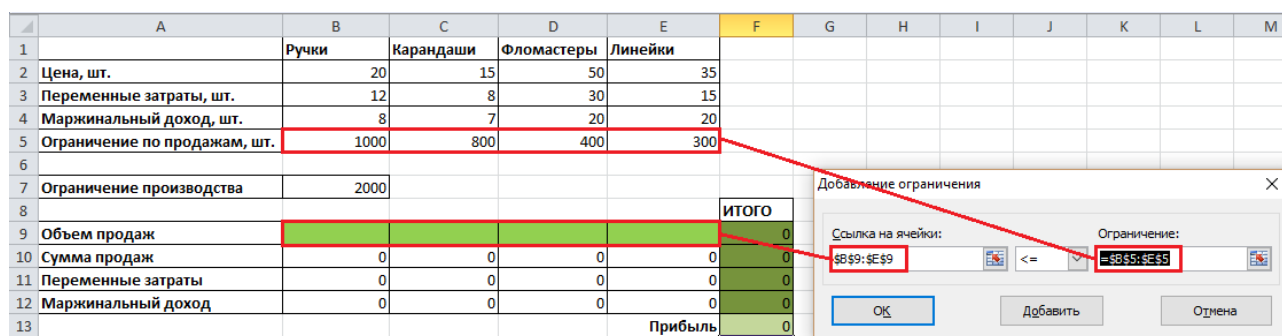 A B C D E F G H I J K L M
1 Ручки Карандаши Фломастеры Линейки
2 Цена, шт. 20 15 50 35
3 Переменные затраты, шт. 12 8 30 15
4 Маржинальный доход, шт. 8 7 20 20
5 Ограничение по продажам, шт. 1000 800 400 300
6
7 Ограничение производства 2000
8 ИТОГО
9 Объем продаж 0
10 Сумма продаж 0 0 0 0 0
11 Переменные затраты 0 0 0 0 0
12 Маржинальный доход 0 0 0 0 0
13 Прибыль 0
Добавление ограничения
Ссылка на ячейки: Ограничение:
$B$9:$E$9 <= =$B$5:$E$5
ОК Добавить Отмена